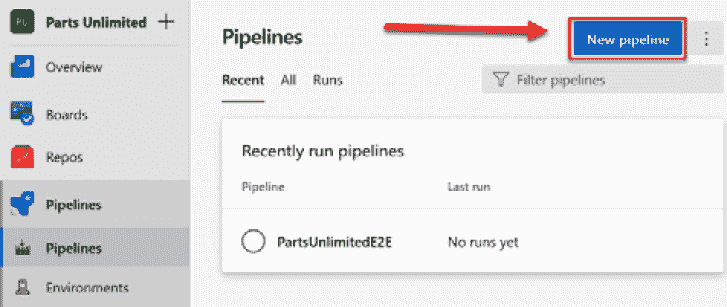 PU Parts Unlimited +
Overview
Boards
Repos
Pipelines
Pipelines
Environments
Pipelines
New pipeline
Recent All Runs
Filter pipelines
Recently run pipelines
Pipeline Last run
PartsUnlimitedE2E No runs yet